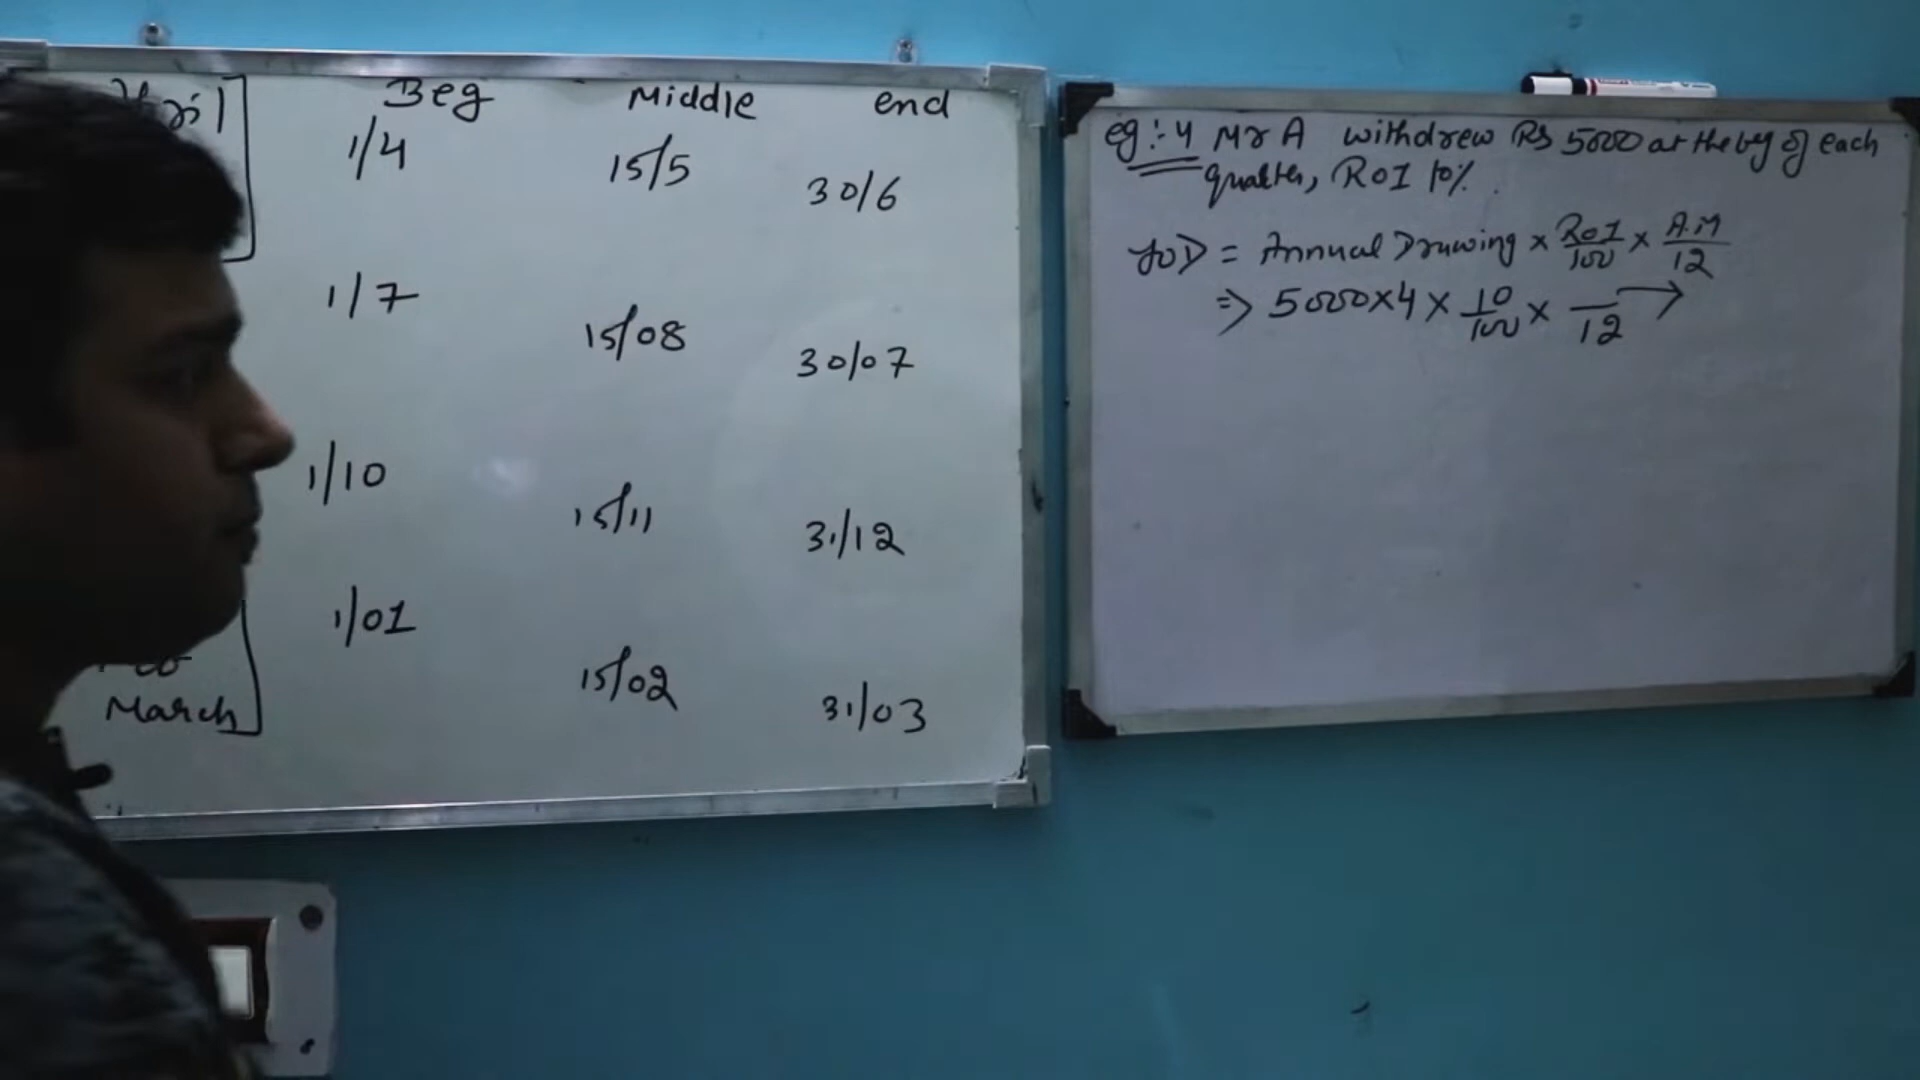 Beg Middle end
1/4 15/5 30/6
1/7 15/08 30/07
1/10 15/11 31/12
1/01 15/02 31/03
March
eg:- 4 Mr A withdrew Rs 5000 at the beg of each
quarter, ROI 10%.
IOD = Annual Drawing × ROI/100 × A.M/12
⇒ 5000×4 × 10/100 × /12 →